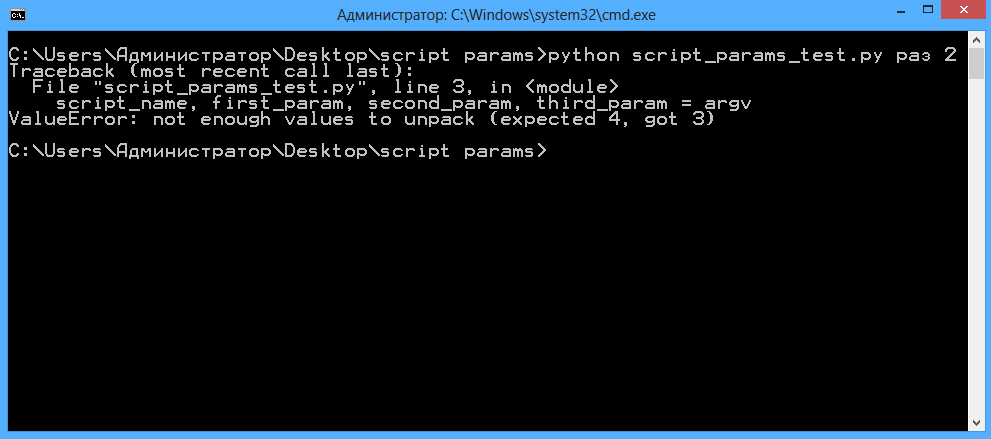 Администратор: C:\Windows\system32\cmd.exe
C:\Users\Администратор\Desktop\script params>python script_params_test.py раз 2
Traceback (most recent call last):
  File "script_params_test.py", line 3, in <module>
    script_name, first_param, second_param, third_param = argv
ValueError: not enough values to unpack (expected 4, got 3)
C:\Users\Администратор\Desktop\script params>